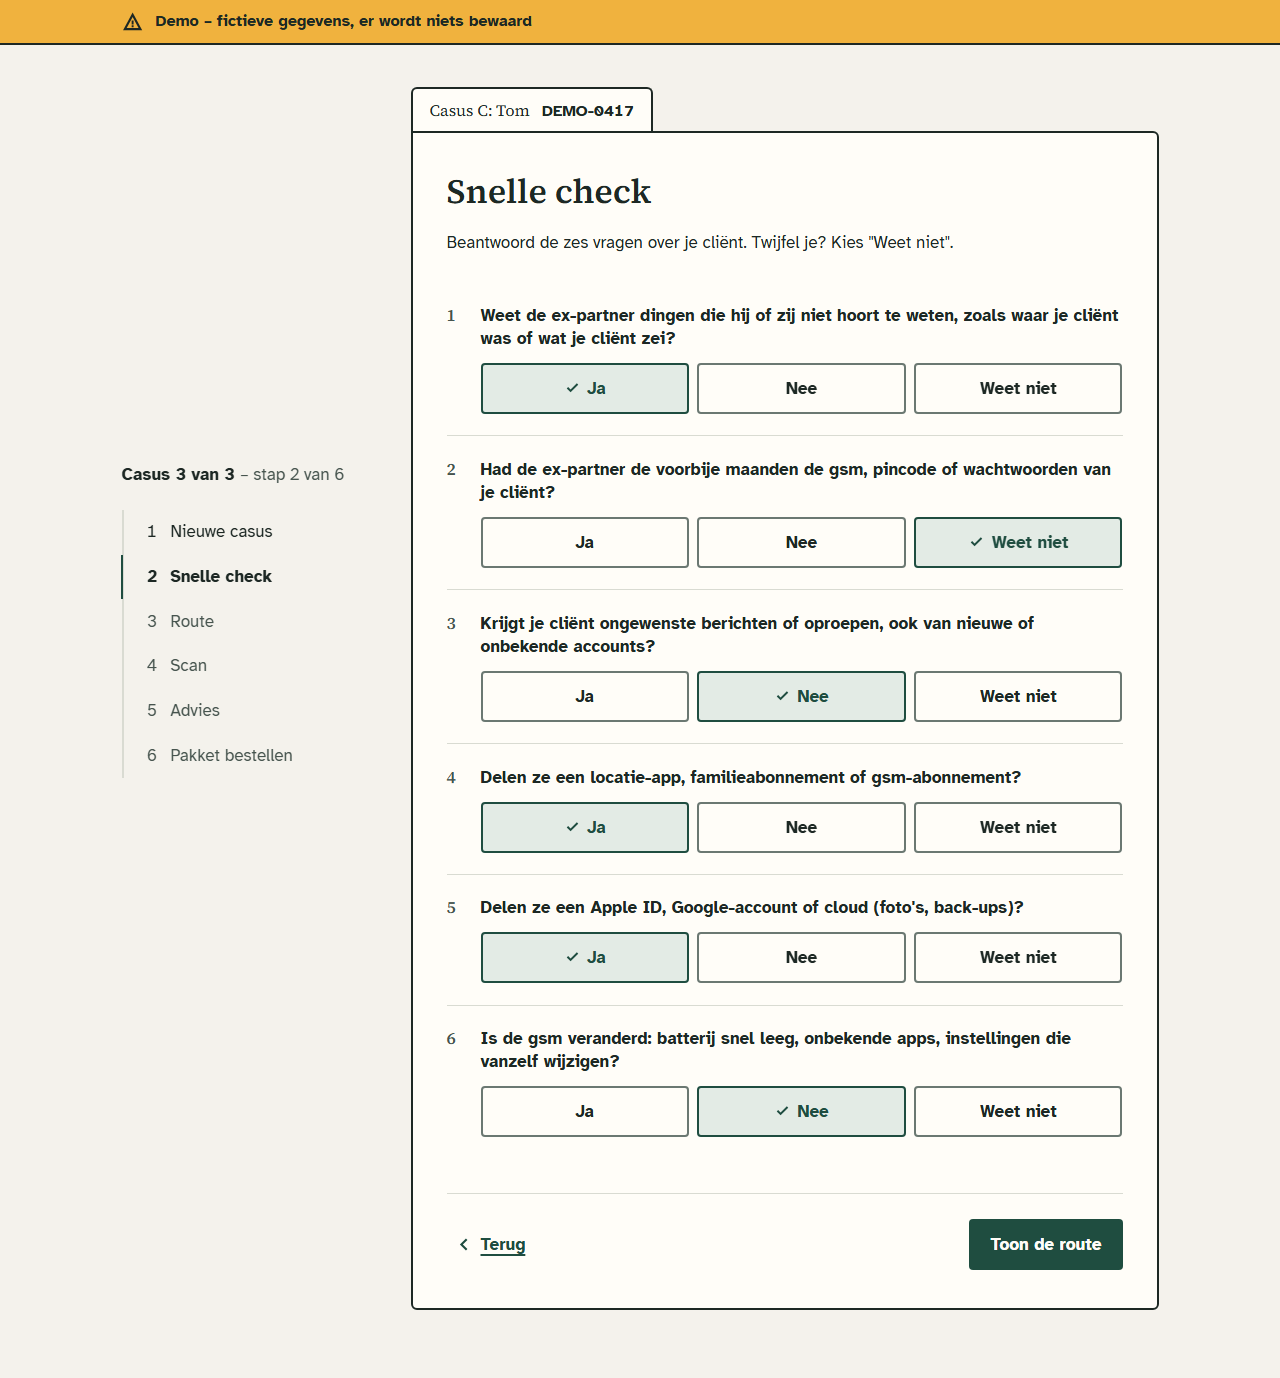 Demo – fictieve gegevens, er wordt niets bewaard
Casus C: Tom DEMO-0417
Snelle check
Beantwoord de zes vragen over je cliënt. Twijfel je? Kies "Weet niet".
1 Weet de ex-partner dingen die hij of zij niet hoort te weten, zoals waar je cliënt
was of wat je cliënt zei?
Ja Nee Weet niet
2 Had de ex-partner de voorbije maanden de gsm, pincode of wachtwoorden van
je cliënt?
Ja Nee Weet niet
3 Krijgt je cliënt ongewenste berichten of oproepen, ook van nieuwe of
onbekende accounts?
Ja Nee Weet niet
4 Delen ze een locatie-app, familieabonnement of gsm-abonnement?
Ja Nee Weet niet
5 Delen ze een Apple ID, Google-account of cloud (foto's, back-ups)?
Ja Nee Weet niet
6 Is de gsm veranderd: batterij snel leeg, onbekende apps, instellingen die
vanzelf wijzigen?
Ja Nee Weet niet
Terug
Toon de route
Casus 3 van 3 – stap 2 van 6
1 Nieuwe casus
2 Snelle check
3 Route
4 Scan
5 Advies
6 Pakket bestellen